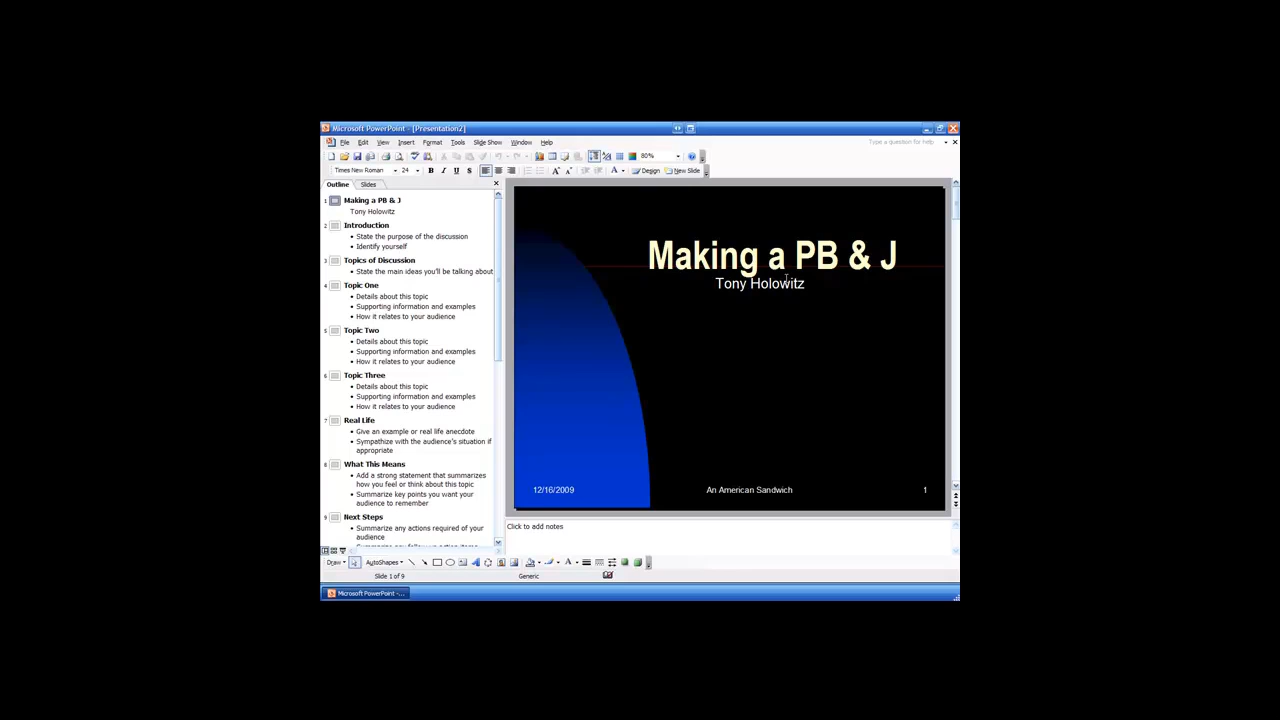 Microsoft PowerPoint - [Presentation2]
File Edit View Insert Format Tools Slide Show Window Help
Type a question for help
80%
Times New Roman 24 B I U S A Design New Slide
Outline Slides
1 Making a PB & J
Tony Holowitz
2 Introduction
• State the purpose of the discussion
• Identify yourself
3 Topics of Discussion
• State the main ideas you'll be talking about
4 Topic One
• Details about this topic
• Supporting information and examples
• How it relates to your audience
5 Topic Two
• Details about this topic
• Supporting information and examples
• How it relates to your audience
6 Topic Three
• Details about this topic
• Supporting information and examples
• How it relates to your audience
7 Real Life
• Give an example or real life anecdote
• Sympathize with the audience's situation if
appropriate
8 What This Means
• Add a strong statement that summarizes
how you feel or think about this topic
• Summarize key points you want your
audience to remember
9 Next Steps
• Summarize any actions required of your
audience
Making a PB & J
Tony Holowitz
12/16/2009 An American Sandwich 1
Click to add notes
Draw AutoShapes
Slide 1 of 9 Generic
Microsoft PowerPoint -...